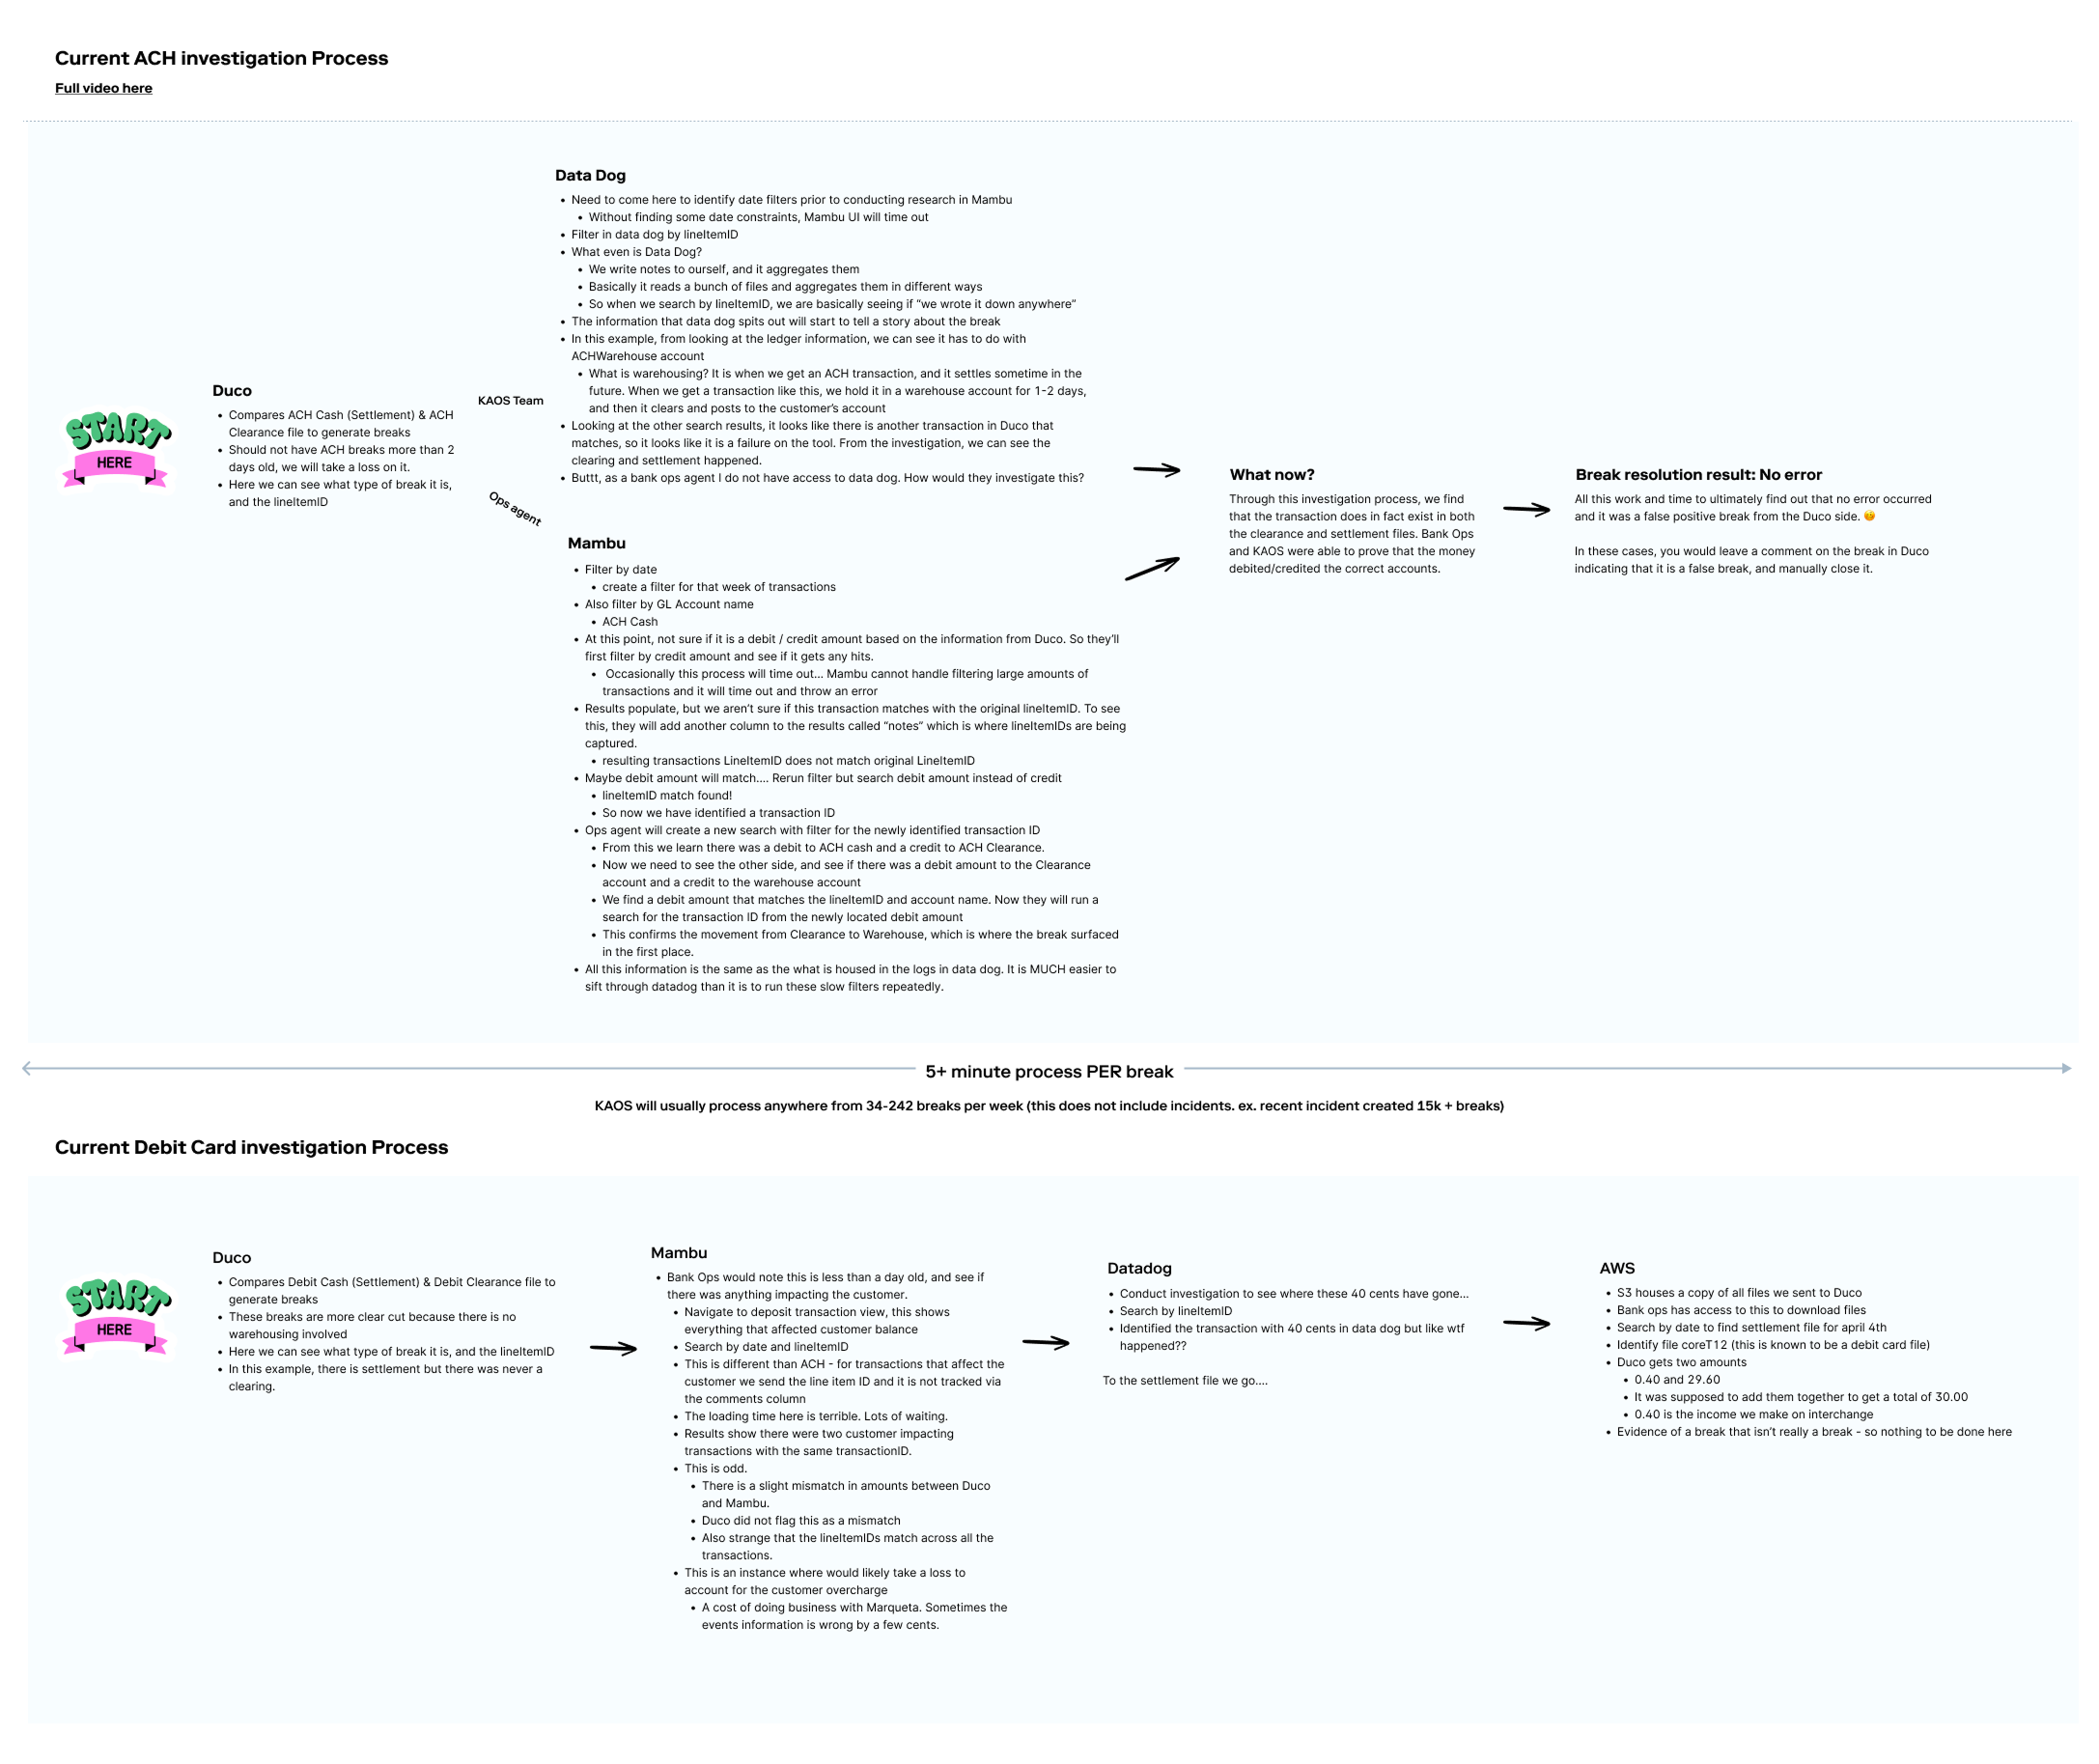 Current ACH investigation Process
Full video here
START
HERE
Duco
• Compares ACH Cash (Settlement) & ACH
Clearance file to generate breaks
• Should not have ACH breaks more than 2
days old, we will take a loss on it.
• Here we can see what type of break it is,
and the lineItemID
KAOS Team
Ops agent
Data Dog
• Need to come here to identify date filters prior to conducting research in Mambu
• Without finding some date constraints, Mambu UI will time out
• Filter in data dog by lineItemID
• What even is Data Dog?
• We write notes to ourself, and it aggregates them
• Basically it reads a bunch of files and aggregates them in different ways
• So when we search by lineItemID, we are basically seeing if “we wrote it down anywhere”
• The information that data dog spits out will start to tell a story about the break
• In this example, from looking at the ledger information, we can see it has to do with
ACHWarehouse account
• What is warehousing? It is when we get an ACH transaction, and it settles sometime in the
future. When we get a transaction like this, we hold it in a warehouse account for 1-2 days,
and then it clears and posts to the customer’s account
• Looking at the other search results, it looks like there is another transaction in Duco that
matches, so it looks like it is a failure on the tool. From the investigation, we can see the
clearing and settlement happened.
• Buttt, as a bank ops agent I do not have access to data dog. How would they investigate this?
Mambu
• Filter by date
• create a filter for that week of transactions
• Also filter by GL Account name
• ACH Cash
• At this point, not sure if it is a debit / credit amount based on the information from Duco. So they’ll
first filter by credit amount and see if it gets any hits.
• Occasionally this process will time out... Mambu cannot handle filtering large amounts of
transactions and it will time out and throw an error
• Results populate, but we aren’t sure if this transaction matches with the original lineItemID. To see
this, they will add another column to the results called “notes” which is where lineItemIDs are being
captured.
• resulting transactions LineItemID does not match original LineItemID
• Maybe debit amount will match.... Rerun filter but search debit amount instead of credit
• lineItemID match found!
• So now we have identified a transaction ID
• Ops agent will create a new search with filter for the newly identified transaction ID
• From this we learn there was a debit to ACH cash and a credit to ACH Clearance.
• Now we need to see the other side, and see if there was a debit amount to the Clearance
account and a credit to the warehouse account
• We find a debit amount that matches the lineItemID and account name. Now they will run a
search for the transaction ID from the newly located debit amount
• This confirms the movement from Clearance to Warehouse, which is where the break surfaced
in the first place.
• All this information is the same as the what is housed in the logs in data dog. It is MUCH easier to
sift through datadog than it is to run these slow filters repeatedly.
What now?
Through this investigation process, we find
that the transaction does in fact exist in both
the clearance and settlement files. Bank Ops
and KAOS were able to prove that the money
debited/credited the correct accounts.
Break resolution result: No error
All this work and time to ultimately find out that no error occurred
and it was a false positive break from the Duco side.
In these cases, you would leave a comment on the break in Duco
indicating that it is a false break, and manually close it.
5+ minute process PER break
KAOS will usually process anywhere from 34-242 breaks per week (this does not include incidents. ex. recent incident created 15k + breaks)
Current Debit Card investigation Process
START
HERE
Duco
• Compares Debit Cash (Settlement) & Debit Clearance file to
generate breaks
• These breaks are more clear cut because there is no
warehousing involved
• Here we can see what type of break it is, and the lineItemID
• In this example, there is settlement but there was never a
clearing.
Mambu
• Bank Ops would note this is less than a day old, and see if
there was anything impacting the customer.
• Navigate to deposit transaction view, this shows
everything that affected customer balance
• Search by date and lineItemID
• This is different than ACH - for transactions that affect the
customer we send the line item ID and it is not tracked via
the comments column
• The loading time here is terrible. Lots of waiting.
• Results show there were two customer impacting
transactions with the same transactionID.
• This is odd.
• There is a slight mismatch in amounts between Duco
and Mambu.
• Duco did not flag this as a mismatch
• Also strange that the lineItemIDs match across all the
transactions.
• This is an instance where would likely take a loss to
account for the customer overcharge
• A cost of doing business with Marqueta. Sometimes the
events information is wrong by a few cents.
Datadog
• Conduct investigation to see where these 40 cents have gone...
• Search by lineItemID
• Identified the transaction with 40 cents in data dog but like wtf
happened??
To the settlement file we go....
AWS
• S3 houses a copy of all files we sent to Duco
• Bank ops has access to this to download files
• Search by date to find settlement file for april 4th
• Identify file coreT12 (this is known to be a debit card file)
• Duco gets two amounts
• 0.40 and 29.60
• It was supposed to add them together to get a total of 30.00
• 0.40 is the income we make on interchange
• Evidence of a break that isn’t really a break - so nothing to be done here